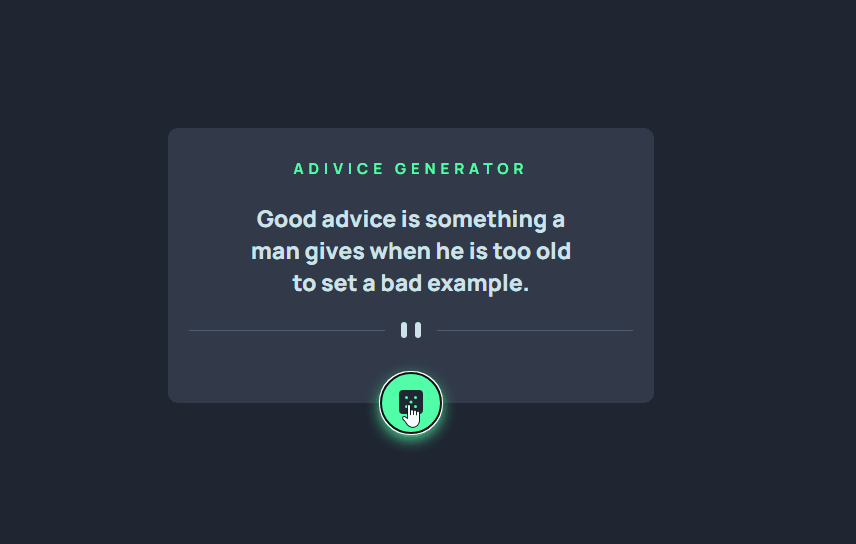 ADIVICE GENERATOR
Good advice is something a
man gives when he is too old
to set a bad example.